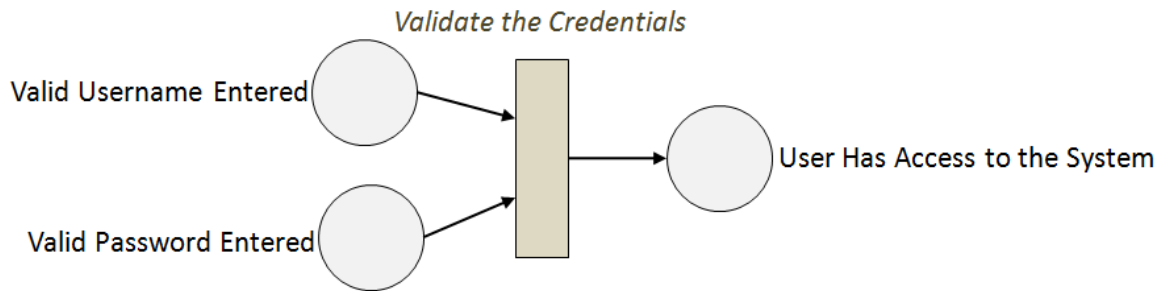 Validate the Credentials
Valid Username Entered
User Has Access to the System
Valid Password Entered